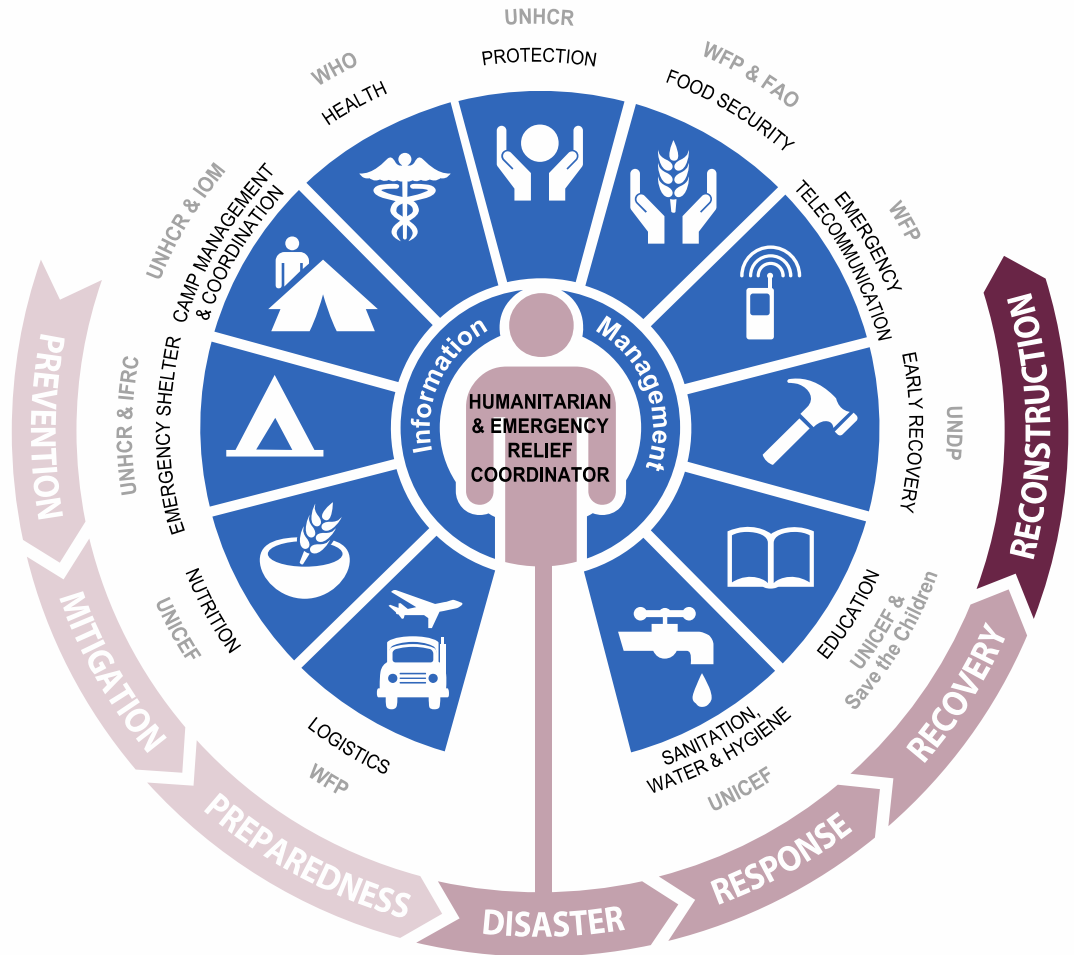 UNHCR
PROTECTION
WFP & FAO
FOOD SECURITY
WFP
EMERGENCY
TELECOMMUNICATION
UNDP
EARLY RECOVERY
EDUCATION
UNICEF &
Save the Children
SANITATION,
WATER & HYGIENE
UNICEF
LOGISTICS
WFP
NUTRITION
UNICEF
UNHCR & IFRC
EMERGENCY SHELTER
UNHCR & IOM
CAMP MANAGEMENT
& COORDINATION
WHO
HEALTH
Information
Management
HUMANITARIAN
& EMERGENCY
RELIEF
COORDINATOR
PREVENTION
MITIGATION
PREPAREDNESS
DISASTER
RESPONSE
RECOVERY
RECONSTRUCTION